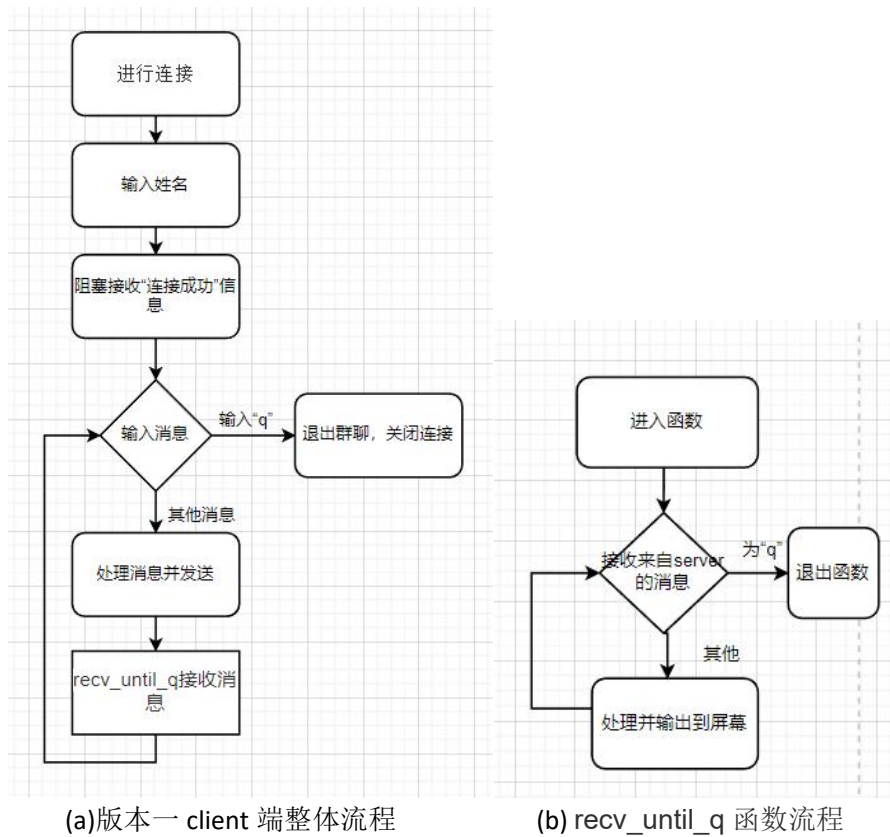 进行连接
输入姓名
阻塞接收“连接成功”信
息
输入消息
输入“q”
退出群聊，关闭连接
其他消息
处理消息并发送
recv_until_q接收消
息
(a)版本一 client 端整体流程
进入函数
接收来自server
的消息
为“q”
退出函数
其他
处理并输出到屏幕
(b) recv_until_q 函数流程